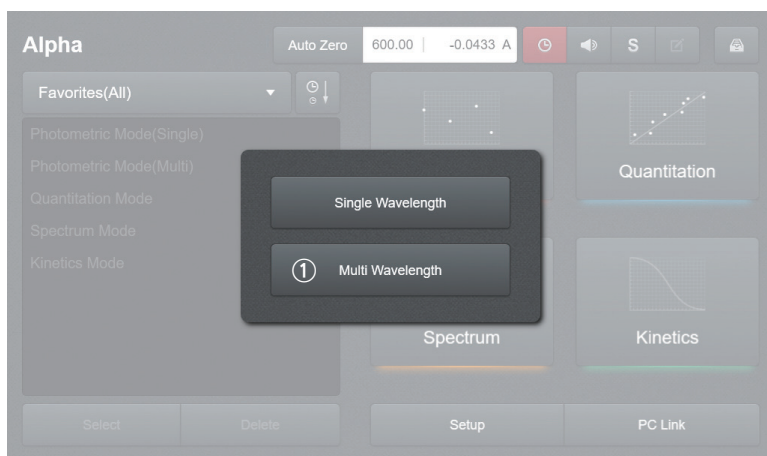 Alpha
Auto Zero
600.00 | -0.0433 A
S
Favorites(All)
Photometric Mode(Single)
Photometric Mode(Multi)
Quantitation Mode
Spectrum Mode
Kinetics Mode
Quantitation
Single Wavelength
① Multi Wavelength
Spectrum
Kinetics
Select
Delete
Setup
PC Link